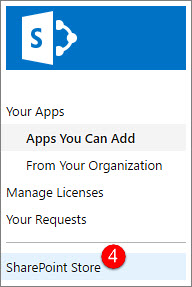 S
Your Apps
Apps You Can Add
From Your Organization
Manage Licenses
Your Requests
4
SharePoint Store